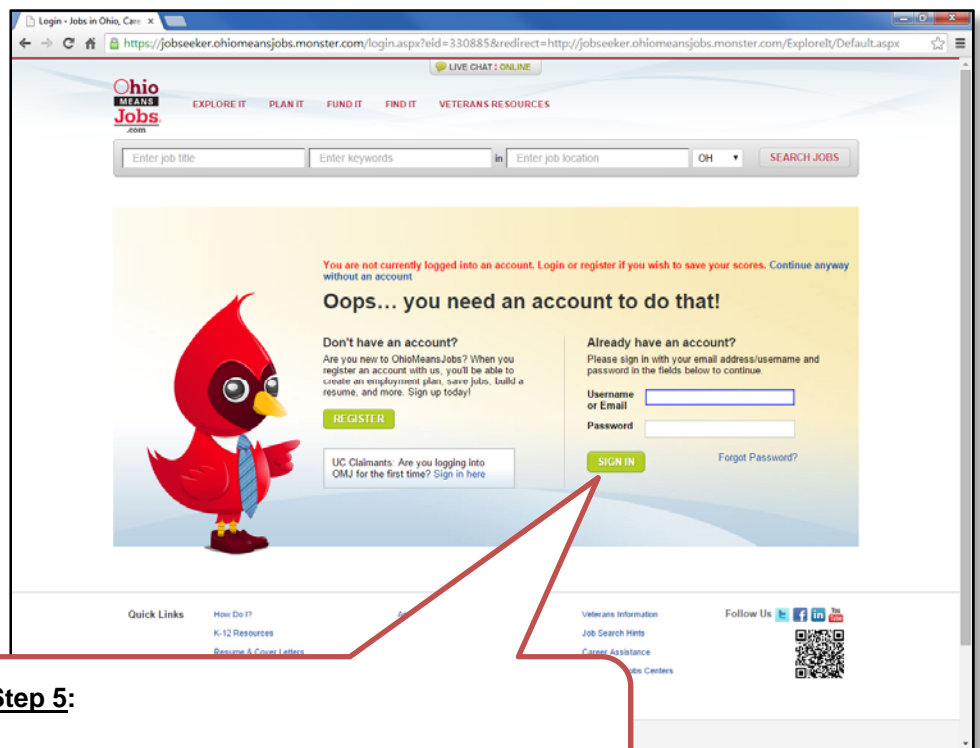 Login - Jobs in Ohio, Care
https://jobseeker.ohiomeansjobs.monster.com/login.aspx?eid=330885&redirect=http://jobseeker.ohiomeansjobs.monster.com/ExploreIt/Default.aspx
LIVE CHAT : ONLINE
Ohio
MEANS
Jobs.
.com
EXPLORE IT PLAN IT FUND IT FIND IT VETERANS RESOURCES
Enter job title Enter keywords in Enter job location OH SEARCH JOBS
You are not currently logged into an account. Login or register if you wish to save your scores. Continue anyway
without an account
Oops... you need an account to do that!
Don't have an account?
Are you new to OhioMeansJobs? When you
register an account with us, you'll be able to
create an employment plan, save jobs, build a
resume, and more. Sign up today!
REGISTER
UC Claimants: Are you logging into
OMJ for the first time? Sign in here
Already have an account?
Please sign in with your email address/username and
password in the fields below to continue.
Username
or Email
Password
SIGN IN Forgot Password?
Quick Links
How Do I?
K-12 Resources
Resume & Cover Letters
Veterans Information
Job Search Hints
Career Assistance
Centers
Follow Us
You
Tube
Step 5: